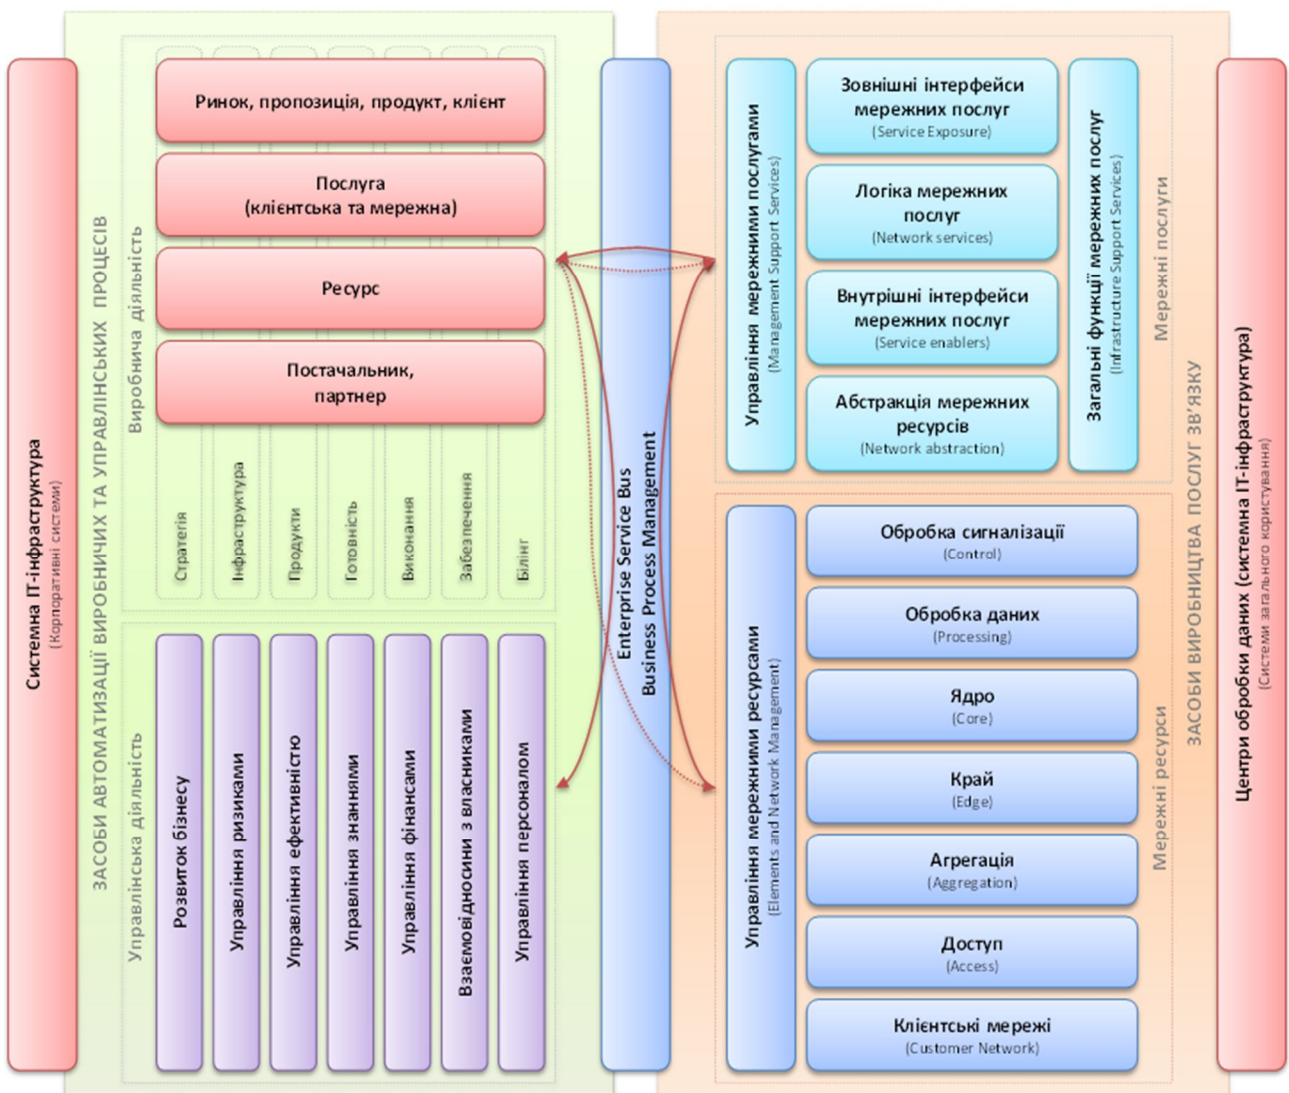 Системна ІТ-інфраструктура
(Корпоративні системи)
ЗАСОБИ АВТОМАТИЗАЦІЇ ВИРОБНИЧИХ ТА УПРАВЛІНСЬКИХ ПРОЦЕСІВ
Виробнича діяльність
Ринок, пропозиція, продукт, клієнт
Послуга
(клієнтська та мережна)
Ресурс
Постачальник,
партнер
Стратегія
Інфраструктура
Продукти
Готовність
Виконання
Забезпечення
Білінг
Управлінська діяльність
Розвиток бізнесу
Управління ризиками
Управління ефективністю
Управління знаннями
Управління фінансами
Взаємовідносини з власниками
Управління персоналом
Enterprise Service Bus
Business Process Management
Управління мережними послугами
(Management Support Services)
Зовнішні інтерфейси
мережних послуг
(Service Exposure)
Логіка мережних
послуг
(Network services)
Внутрішні інтерфейси
мережних послуг
(Service enablers)
Абстракція мережних
ресурсів
(Network abstraction)
Загальні функції мережних послуг
(Infrastructure Support Services)
Мережні послуги
Управління мережними ресурсами
(Elements and Network Management)
Обробка сигналізації
(Control)
Обробка даних
(Processing)
Ядро
(Core)
Край
(Edge)
Агрегація
(Aggregation)
Доступ
(Access)
Клієнтські мережі
(Customer Network)
Мережні ресурси
ЗАСОБИ ВИРОБНИЦТВА ПОСЛУГ ЗВ'ЯЗКУ
Центри обробки даних (системна ІТ-інфраструктура)
(Системи загального користування)